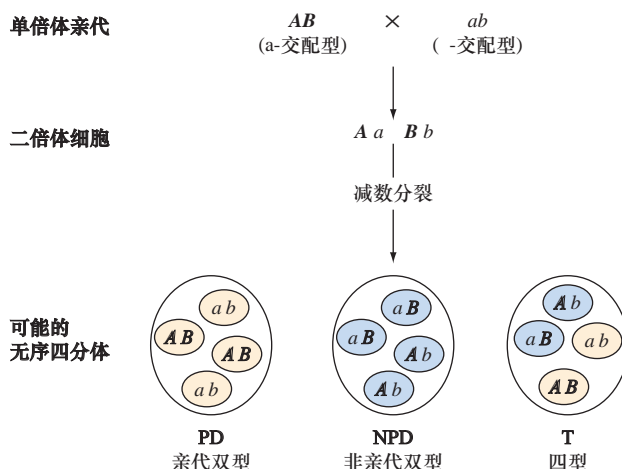 单倍体亲代 AB × ab
(a-交配型) ( -交配型)
二倍体细胞 A a B b
减数分裂
可能的
无序四分体
ab
AB
AB
ab
aB
aB
Ab
Ab
Ab
aB
ab
AB
PD NPD T
亲代双型 非亲代双型 四型